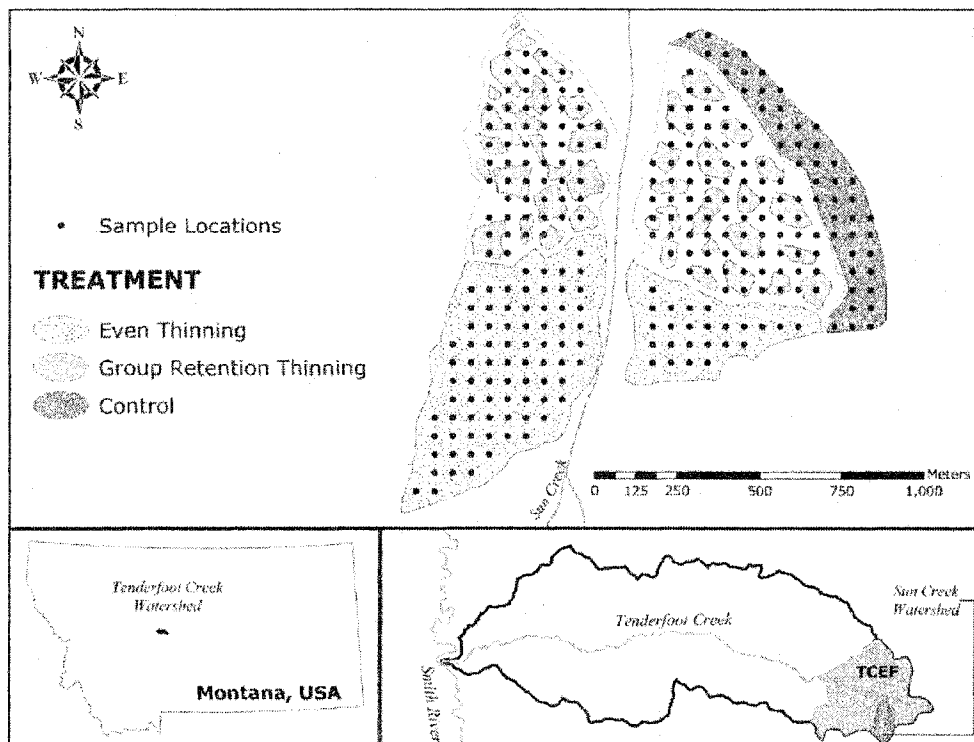 N
W E
S
Sample Locations
TREATMENT
Even Thinning
Group Retention Thinning
Control
Sun Creek
Meters
0 125 250 500 750 1,000
Tenderfoot Creek
Watershed
Montana, USA
Smith River
Tenderfoot Creek
Sun Creek
Watershed
TCEF